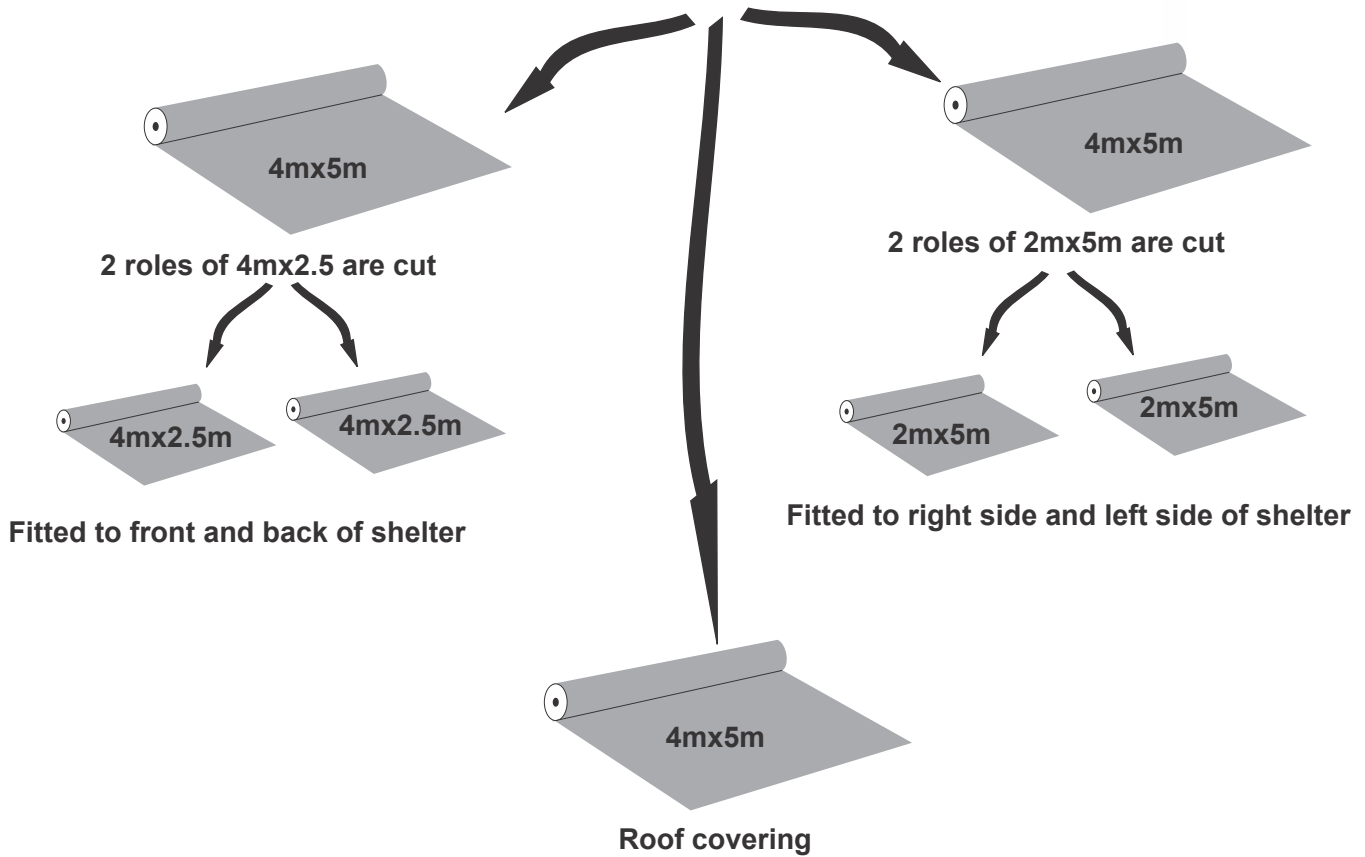 4mx5m
2 roles of 4mx2.5 are cut
4mx2.5m
4mx2.5m
Fitted to front and back of shelter
4mx5m
2 roles of 2mx5m are cut
2mx5m
2mx5m
Fitted to right side and left side of shelter
4mx5m
Roof covering